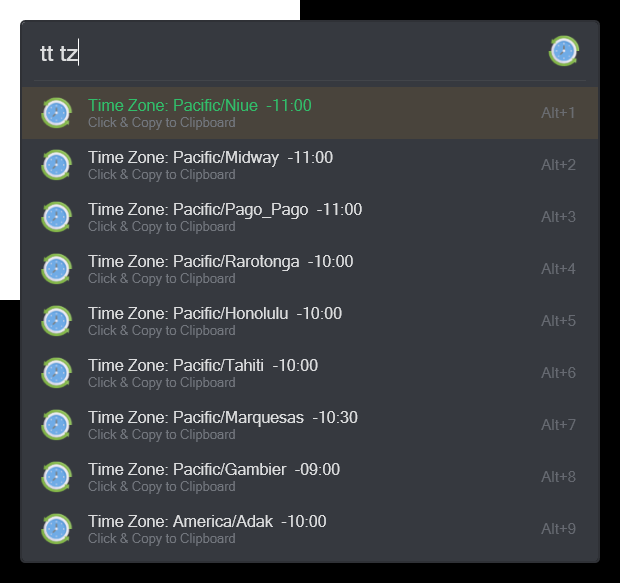 tt tz
Time Zone: Pacific/Niue -11:00
Click & Copy to Clipboard
Alt+1
Time Zone: Pacific/Midway -11:00
Click & Copy to Clipboard
Alt+2
Time Zone: Pacific/Pago_Pago -11:00
Click & Copy to Clipboard
Alt+3
Time Zone: Pacific/Rarotonga -10:00
Click & Copy to Clipboard
Alt+4
Time Zone: Pacific/Honolulu -10:00
Click & Copy to Clipboard
Alt+5
Time Zone: Pacific/Tahiti -10:00
Click & Copy to Clipboard
Alt+6
Time Zone: Pacific/Marquesas -10:30
Click & Copy to Clipboard
Alt+7
Time Zone: Pacific/Gambier -09:00
Click & Copy to Clipboard
Alt+8
Time Zone: America/Adak -10:00
Click & Copy to Clipboard
Alt+9